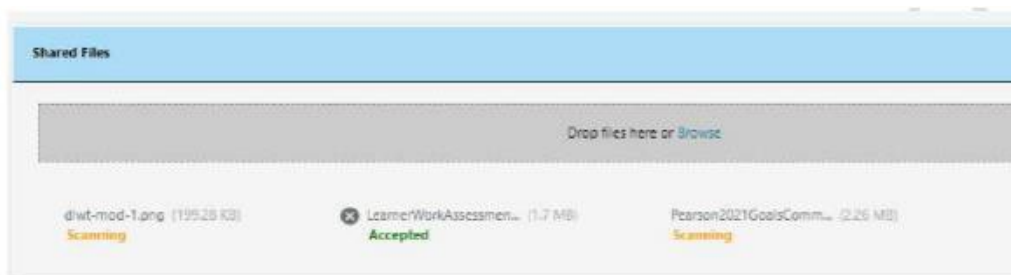 Shared Files
Drop files here or Browse
diwt-mod-1.png (199.28 KB)
Scanning
LearnerWorkAssessmen... (1.7 MB)
Accepted
Pearson2021GoalsComm... (2.26 MB)
Scanning